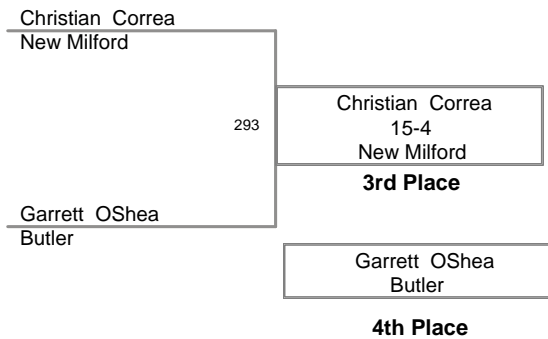 Christian Correa
New Milford
293
Christian Correa
15-4
New Milford
3rd Place
Garrett OShea
Butler
Garrett OShea
Butler
4th Place